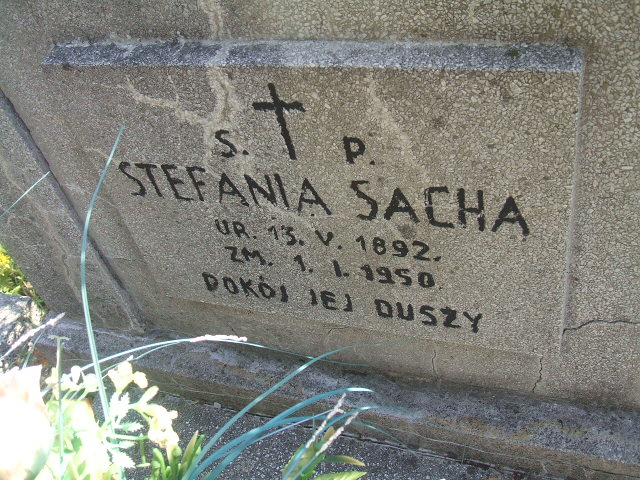 S. P.
STEFANIA SACHA
UR. 13. V. 1892.
ZM. 1. I. 1950.
POKÓJ JEJ DUSZY